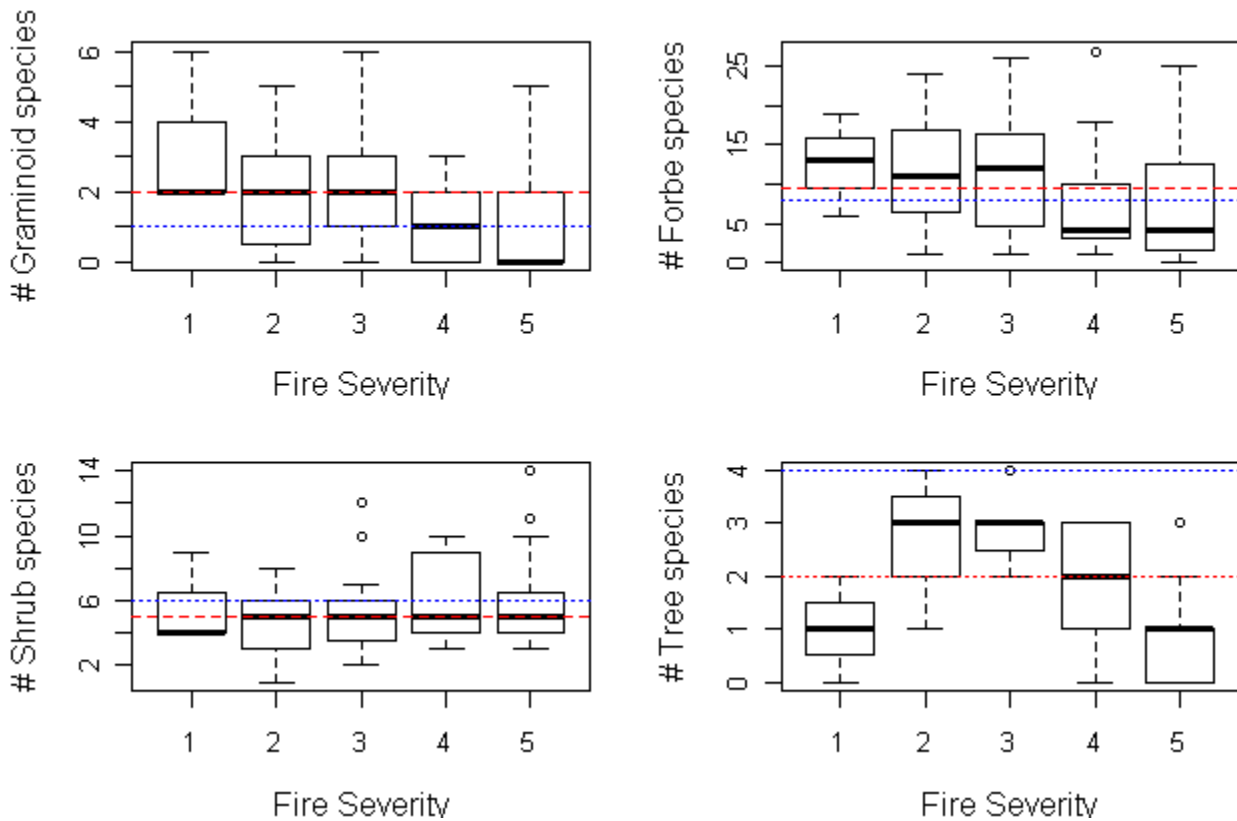 # Graminoid species
0 2 4 6
1 2 3 4 5
Fire Severity
# Forbe species
0 5 15 25
1 2 3 4 5
Fire Severity
# Shrub species
2 6 10 14
1 2 3 4 5
Fire Severity
# Tree species
0 1 2 3 4
1 2 3 4 5
Fire Severity